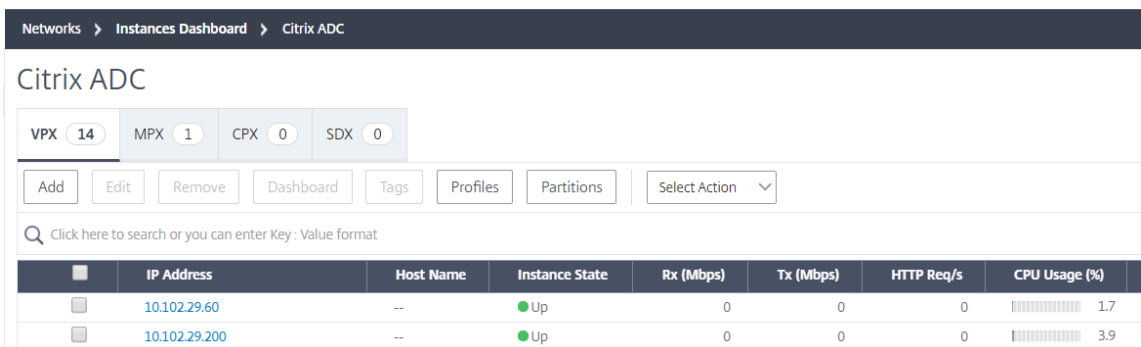 Networks > Instances Dashboard > Citrix ADC
Citrix ADC
VPX 14 MPX 1 CPX 0 SDX 0
Add Edit Remove Dashboard Tags Profiles Partitions Select Action
Click here to search or you can enter Key : Value format
IP Address Host Name Instance State Rx (Mbps) Tx (Mbps) HTTP Req/s CPU Usage (%)
10.102.29.60 -- Up 0 0 0 1.7
10.102.29.200 -- Up 0 0 0 3.9